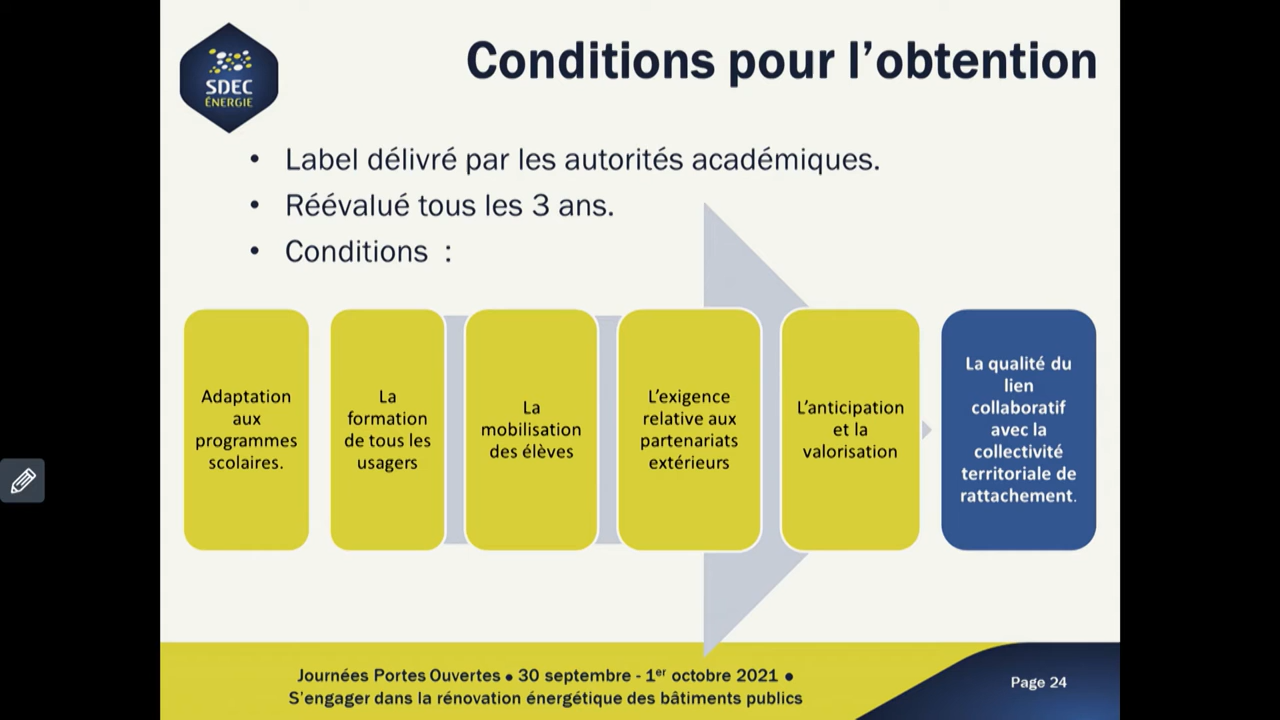 SDEC
ÉNERGIE
Conditions pour l’obtention
• Label délivré par les autorités académiques.
• Réévalué tous les 3 ans.
• Conditions :
Adaptation
aux
programmes
scolaires.
La
formation
de tous les
usagers
La
mobilisation
des élèves
L’exigence
relative aux
partenariats
extérieurs
L’anticipation
et la
valorisation
La qualité du
lien
collaboratif
avec la
collectivité
territoriale de
rattachement.
Journées Portes Ouvertes • 30 septembre - 1er octobre 2021 •
S’engager dans la rénovation énergétique des bâtiments publics
Page 24